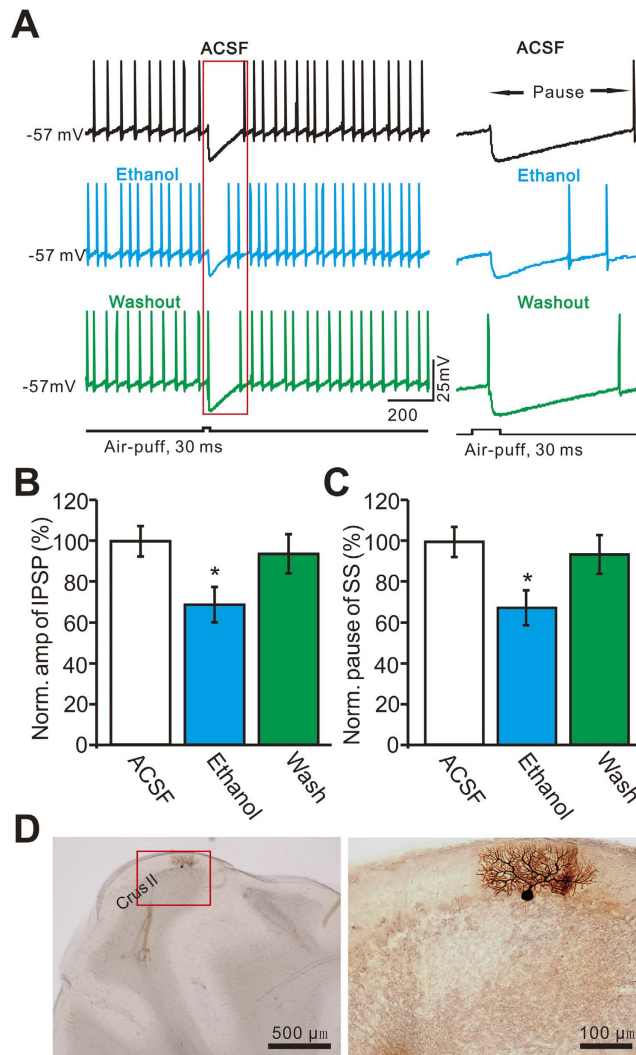 A
ACSF
-57 mV
Ethanol
-57 mV
Washout
-57mV
200
25mV
Air-puff, 30 ms
ACSF
Pause
Ethanol
Washout
Air-puff, 30 ms
B
Norm. amp of IPSP (%)
120
100
80
60
40
20
0
*
ACSF
Ethanol
Wash
C
Norm. pause of SS (%)
120
100
80
60
40
20
0
*
ACSF
Ethanol
Wash
D
Crus II
500 μm
100 μm